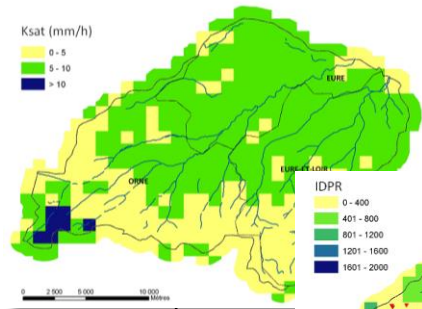 Ksat (mm/h)
0 - 5
5 - 10
> 10
EURE
ORNE
EURE-ET-LOIR
IDPR
0 - 400
401 - 800
801 - 1200
1201 - 1600
1601 - 2000
0 2 500 5 000 10 000
Mètres